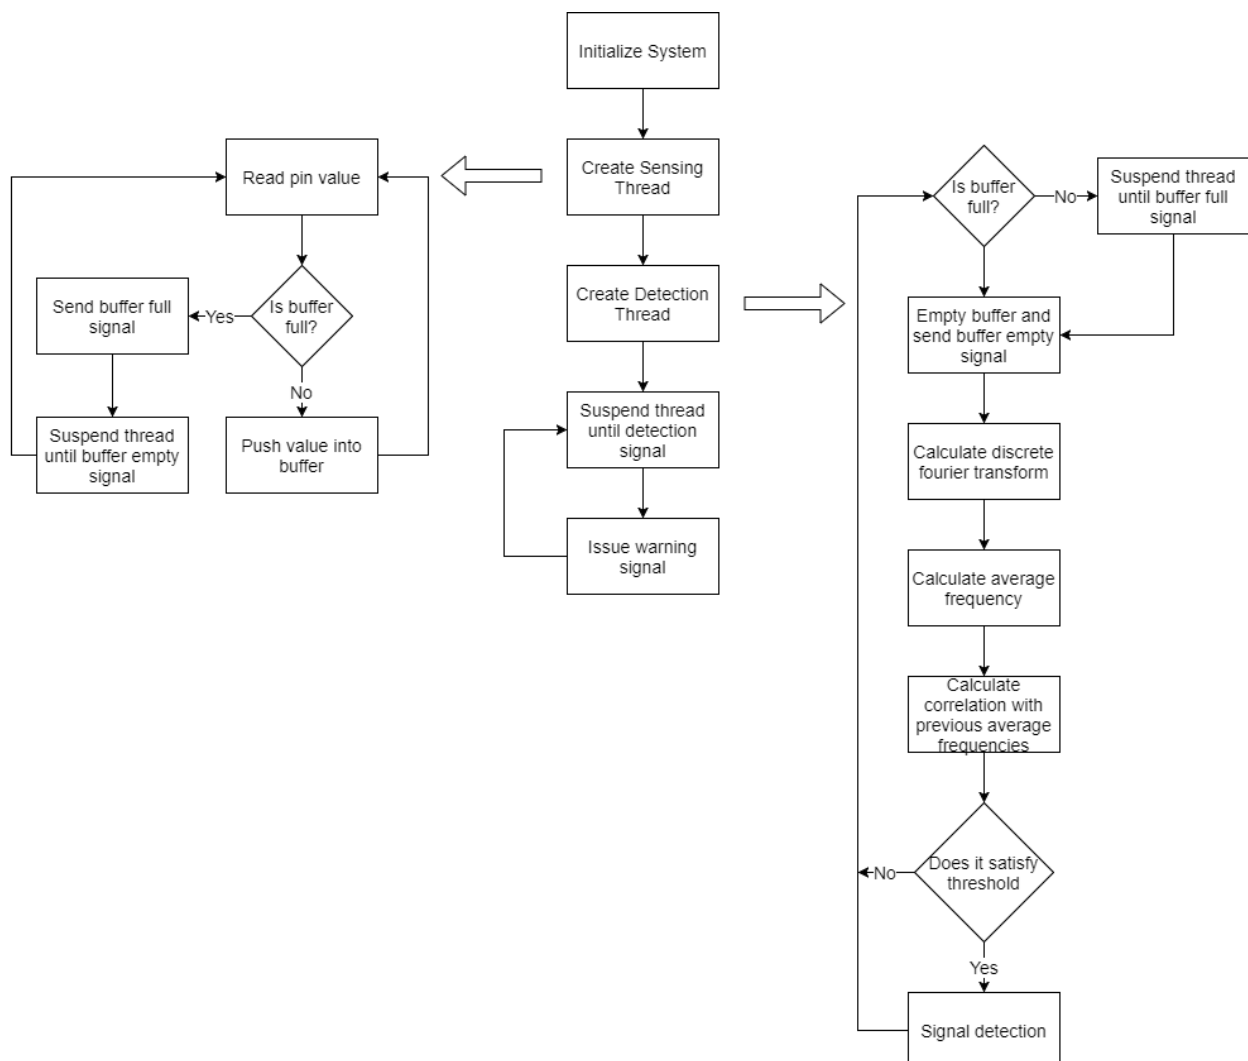 Initialize System
Create Sensing
Thread
Create Detection
Thread
Suspend thread
until detection
signal
Issue warning
signal
Read pin value
Is buffer
full?
Yes
No
Send buffer full
signal
Suspend thread
until buffer empty
signal
Push value into
buffer
Is buffer
full?
No
Suspend thread
until buffer full
signal
Empty buffer and
send buffer empty
signal
Calculate discrete
fourier transform
Calculate average
frequency
Calculate
correlation with
previous average
frequencies
Does it satisfy
threshold
No
Yes
Signal detection